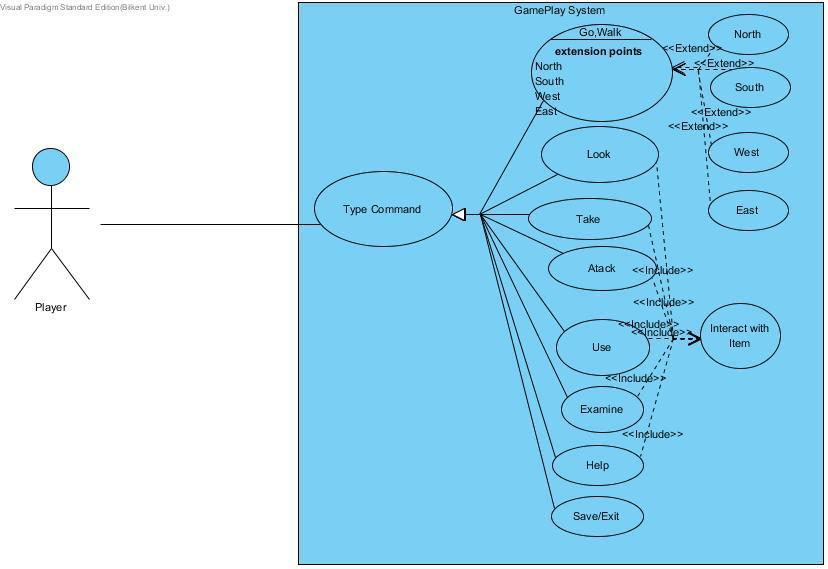 Visual Paradigm Standard Edition(Bilkent Univ.)
GamePlay System
Go,Walk
extension points
North
South
West
East
<<Extend>>
North
<<Extend>>
South
<<Extend>>
<<Extend>>
West
East
Look
Type Command
Take
Atack
<<Include>>
<<Include>>
<<Include>>
<<Include>>
Interact with
Item
Use
<<Include>>
Examine
<<Include>>
Help
Save/Exit
Player